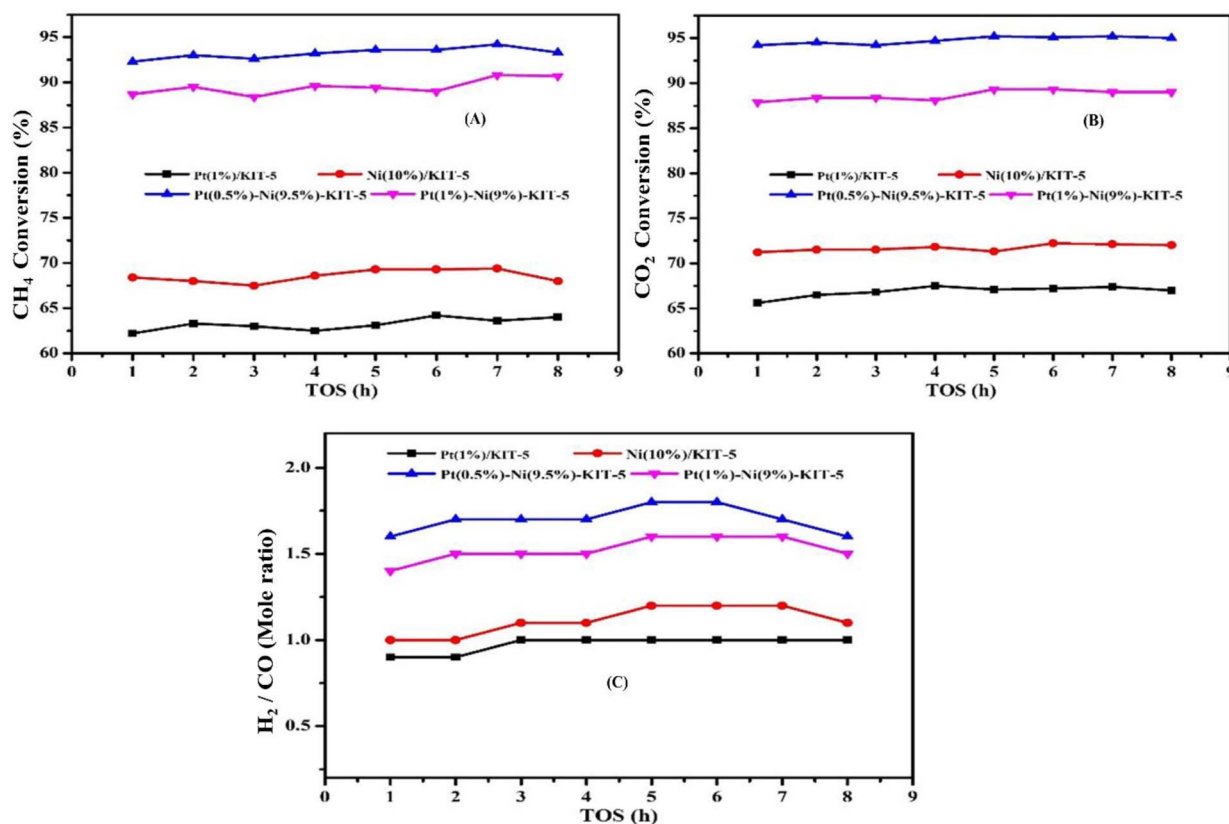 CH4 Conversion (%)
95
90
85
80
75
70
65
60
(A)
Pt(1%)/KIT-5 Ni(10%)/KIT-5
Pt(0.5%)-Ni(9.5%)-KIT-5 Pt(1%)-Ni(9%)-KIT-5
0 1 2 3 4 5 6 7 8 9
TOS (h)
CO2 Conversion (%)
95
90
85
80
75
70
65
60
(B)
Pt(1%)/KIT-5 Ni(10%)/KIT-5
Pt(0.5%)-Ni(9.5%)-KIT-5 Pt(1%)-Ni(9%)-KIT-5
0 1 2 3 4 5 6 7 8 9
TOS (h)
H2 / CO (Mole ratio)
2.0
1.5
1.0
0.5
Pt(1%)/KIT-5 Ni(10%)/KIT-5
Pt(0.5%)-Ni(9.5%)-KIT-5 Pt(1%)-Ni(9%)-KIT-5
(C)
0 1 2 3 4 5 6 7 8 9
TOS (h)